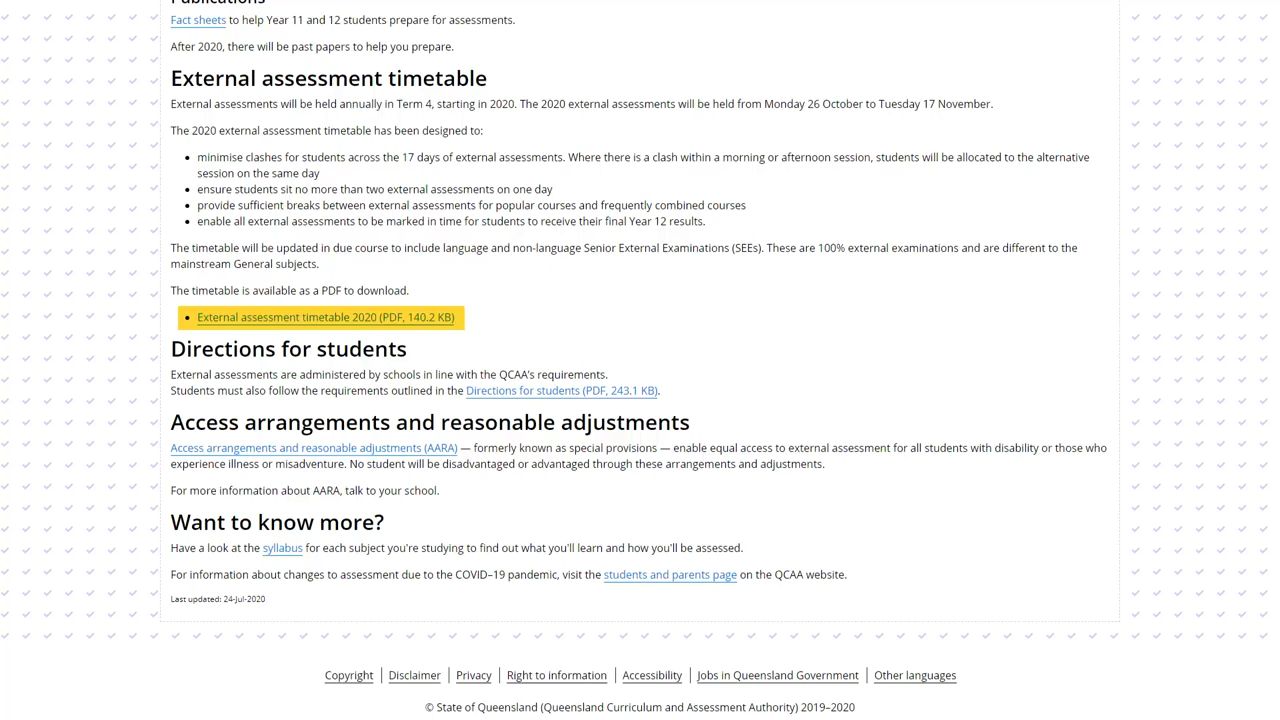 Publications
Fact sheets to help Year 11 and 12 students prepare for assessments.
After 2020, there will be past papers to help you prepare.
External assessment timetable
External assessments will be held annually in Term 4, starting in 2020. The 2020 external assessments will be held from Monday 26 October to Tuesday 17 November.
The 2020 external assessment timetable has been designed to:
• minimise clashes for students across the 17 days of external assessments. Where there is a clash within a morning or afternoon session, students will be allocated to the alternative
session on the same day
• ensure students sit no more than two external assessments on one day
• provide sufficient breaks between external assessments for popular courses and frequently combined courses
• enable all external assessments to be marked in time for students to receive their final Year 12 results.
The timetable will be updated in due course to include language and non-language Senior External Examinations (SEEs). These are 100% external examinations and are different to the
mainstream General subjects.
The timetable is available as a PDF to download.
• External assessment timetable 2020 (PDF, 140.2 KB)
Directions for students
External assessments are administered by schools in line with the QCAA's requirements.
Students must also follow the requirements outlined in the Directions for students (PDF, 243.1 KB).
Access arrangements and reasonable adjustments
Access arrangements and reasonable adjustments (AARA) — formerly known as special provisions — enable equal access to external assessment for all students with disability or those who
experience illness or misadventure. No student will be disadvantaged or advantaged through these arrangements and adjustments.
For more information about AARA, talk to your school.
Want to know more?
Have a look at the syllabus for each subject you're studying to find out what you'll learn and how you'll be assessed.
For information about changes to assessment due to the COVID–19 pandemic, visit the students and parents page on the QCAA website.
Last updated: 24-Jul-2020
Copyright | Disclaimer | Privacy | Right to information | Accessibility | Jobs in Queensland Government | Other languages
© State of Queensland (Queensland Curriculum and Assessment Authority) 2019–2020